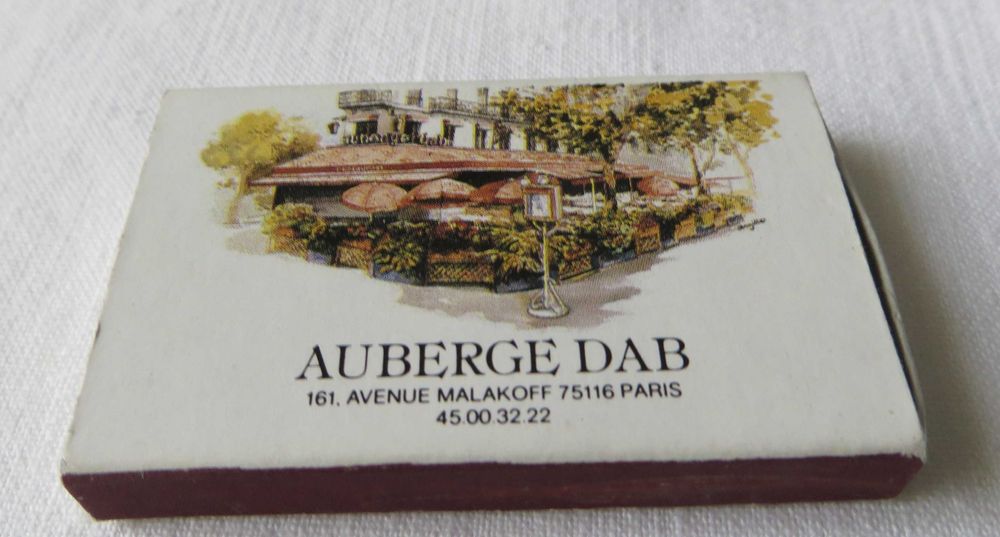 AUBERGE DAB
161, AVENUE MALAKOFF 75116 PARIS
45.00.32.22